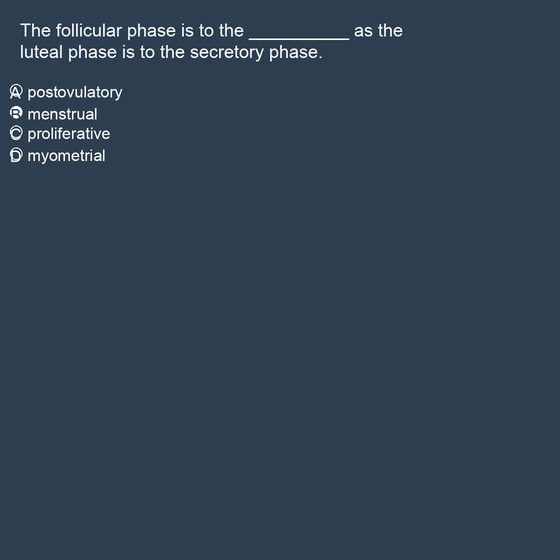 The follicular phase is to the __________ as the
luteal phase is to the secretory phase.
A postovulatory
B menstrual
C proliferative
D myometrial